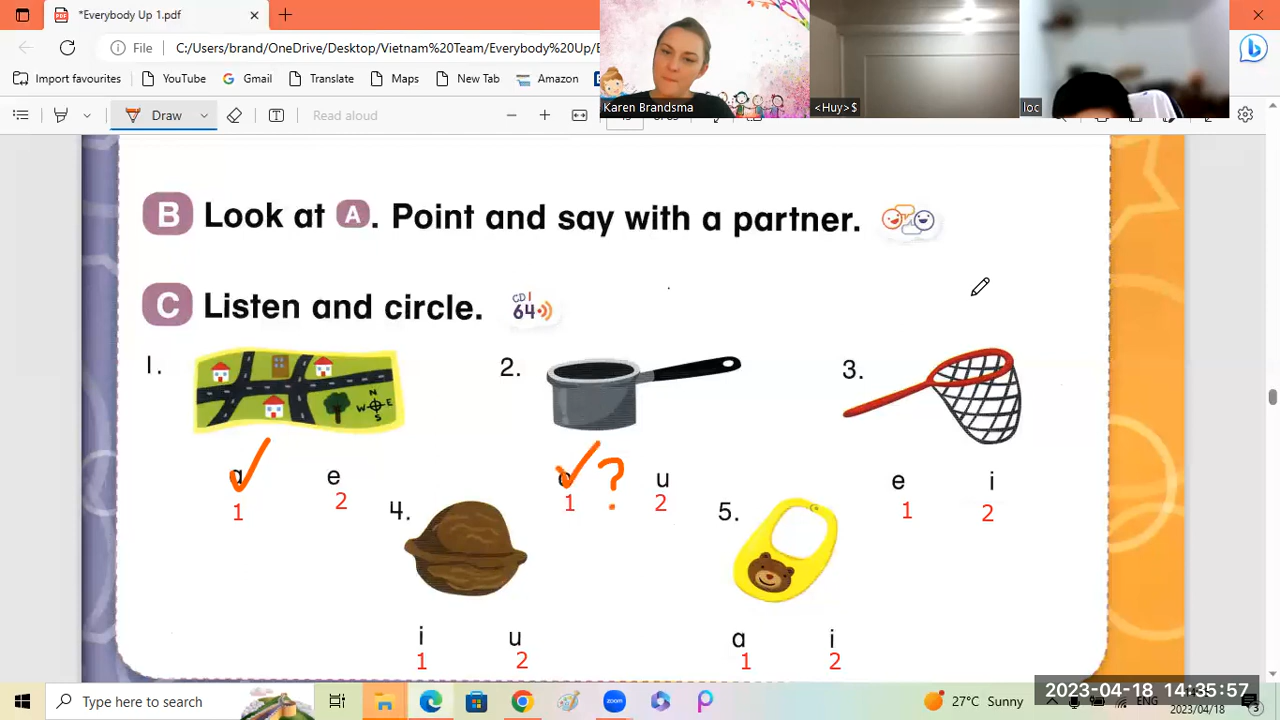 *Everybody Up 1.pdf
File C:/Users/brand/OneDrive/Desktop/Vietnam%20Team/Everybody%20Up/E
Import favourites YouTube Gmail Translate Maps New Tab Amazon
Draw Read aloud
Karen Brandsma <Huy>$ loc
B Look at A. Point and say with a partner.
C Listen and circle. CD1 64
1. 2. 3.
N
W E
S
a e ? u e i
1 2 1 2 1 2
4. 5.
i u a i
1 2 1 2
Type here to search zoom 27°C Sunny ENG 2023-04-18 14:35:57
2023/04/18 3